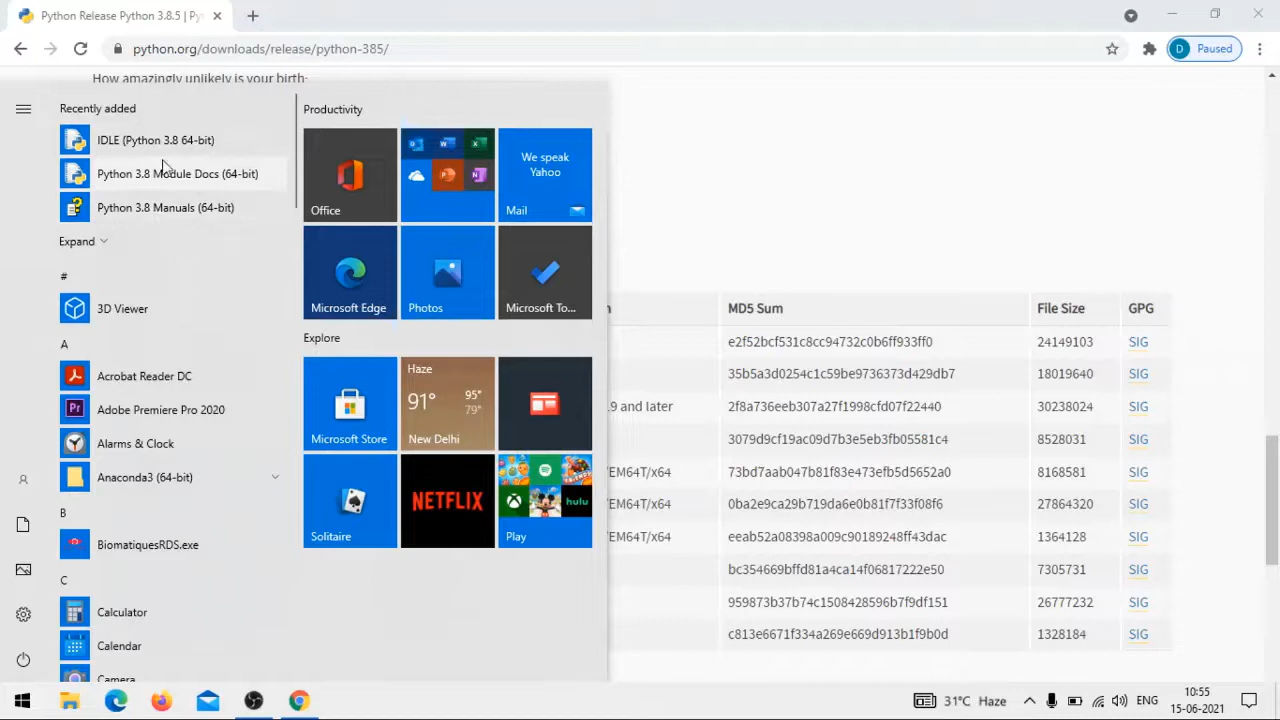 Python Release Python 3.8.5 | Py
python.org/downloads/release/python-385/
D Paused
How amazingly unlikely is your birth
Recently added
IDLE (Python 3.8 64-bit)
Python 3.8 Module Docs (64-bit)
Python 3.8 Manuals (64-bit)
Expand
#
3D Viewer
A
Acrobat Reader DC
Pr
Adobe Premiere Pro 2020
Alarms & Clock
Anaconda3 (64-bit)
B
BiomatiquesRDS.exe
C
Calculator
Calendar
Camera
Productivity
Office
We speak
Yahoo
Mail
Microsoft Edge
Photos
Microsoft To...
Explore
Microsoft Store
Haze
91° 95°
79°
New Delhi
Solitaire
NETFLIX
hulu
Play
MD5 Sum File Size GPG
e2f52bcf531c8cc94732c0b6ff933ff0 24149103 SIG
35b5a3d0254c1c59be9736373d429db7 18019640 SIG
.9 and later 2f8a736eeb307a27f1998cfd07f22440 30238024 SIG
3079d9cf19ac09d7b3e5eb3fb05581c4 8528031 SIG
/EM64T/x64 73bd7aab047b81f83e473efb5d5652a0 8168581 SIG
/EM64T/x64 0ba2e9ca29b719da6e0b81f7f33f08f6 27864320 SIG
/EM64T/x64 eeab52a08398a009c90189248ff43dac 1364128 SIG
bc354669bffd81a4ca14f06817222e50 7305731 SIG
959873b37b74c1508428596b7f9df151 26777232 SIG
c813e6671f334a269e669d913b1f9b0d 1328184 SIG
31°C Haze
ENG
10:55
15-06-2021